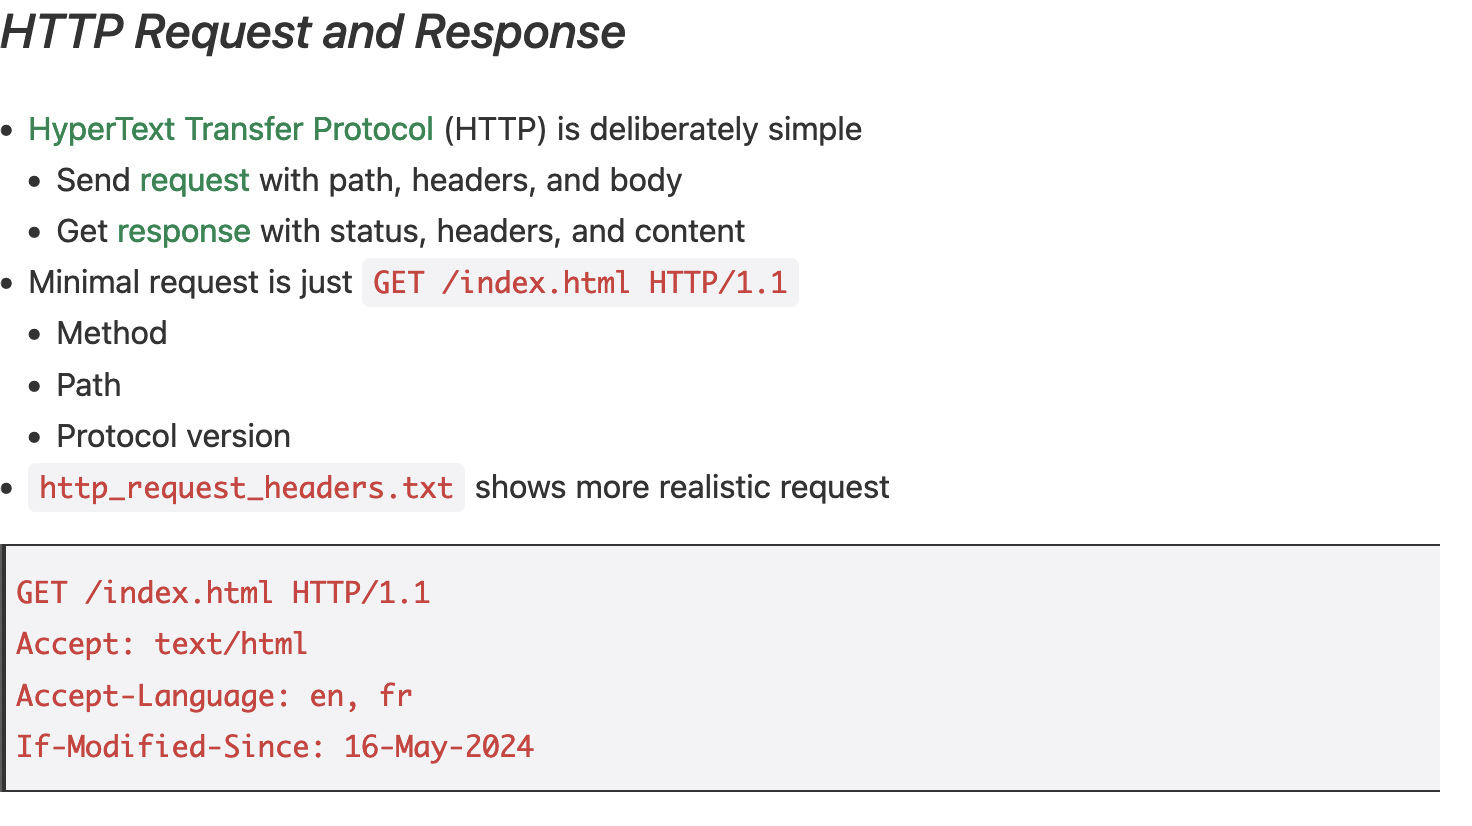 HTTP Request and Response
• HyperText Transfer Protocol (HTTP) is deliberately simple
• Send request with path, headers, and body
• Get response with status, headers, and content
• Minimal request is just GET /index.html HTTP/1.1
• Method
• Path
• Protocol version
• http_request_headers.txt shows more realistic request
GET /index.html HTTP/1.1
Accept: text/html
Accept-Language: en, fr
If-Modified-Since: 16-May-2024